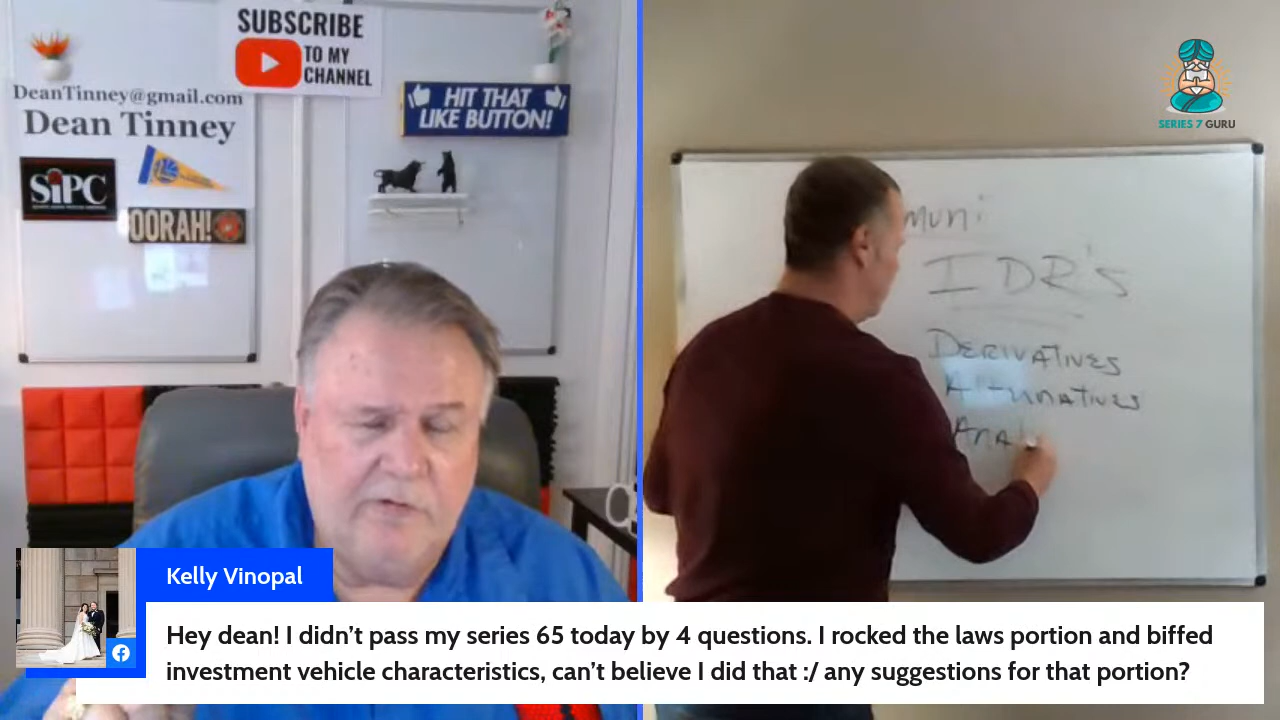 SUBSCRIBE
TO MY
CHANNEL
DeanTinney@gmail.com
Dean Tinney
HIT THAT
LIKE BUTTON!
SiPC
OORAH!
SERIES 7 GURU
muni
IDR's
DERIVATIVES
Alternatives
Anal
Kelly Vinopal
Hey dean! I didn’t pass my series 65 today by 4 questions. I rocked the laws portion and biffed
investment vehicle characteristics, can’t believe I did that :/ any suggestions for that portion?